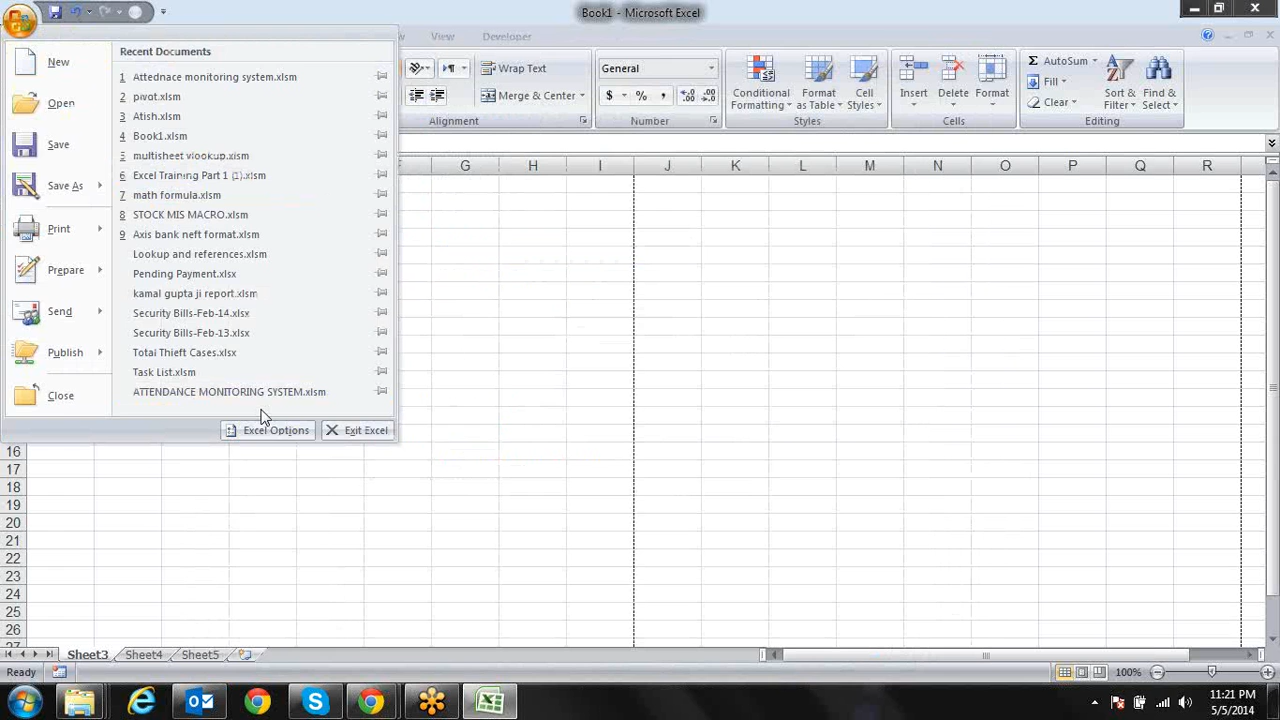 Book1 - Microsoft Excel
View
Developer
Recent Documents
New
Open
Save
Save As
Print
Prepare
Send
Publish
Close
1 Attednace monitoring system.xlsm
2 pivot.xlsm
3 Atish.xlsm
4 Book1.xlsm
5 multisheet vlookup.xlsm
6 Excel Training Part 1 (1).xlsm
7 math formula.xlsm
8 STOCK MIS MACRO.xlsm
9 Axis bank neft format.xlsm
Lookup and references.xlsm
Pending Payment.xlsx
kamal gupta ji report.xlsm
Security Bills-Feb-14.xlsx
Security Bills-Feb-13.xlsx
Total Thieft Cases.xlsx
Task List.xlsm
ATTENDANCE MONITORING SYSTEM.xlsm
Excel Options
Exit Excel
Wrap Text
Merge & Center
Alignment
General
$ % ,
Number
Conditional Formatting
Format as Table
Cell Styles
Styles
Insert
Delete
Format
Cells
AutoSum
Fill
Clear
Sort & Filter
Find & Select
Editing
G H I J K L M N O P Q R
16
17
18
19
20
21
22
23
24
25
26
27
Sheet3 Sheet4 Sheet5
Ready
100%
11:21 PM
5/5/2014